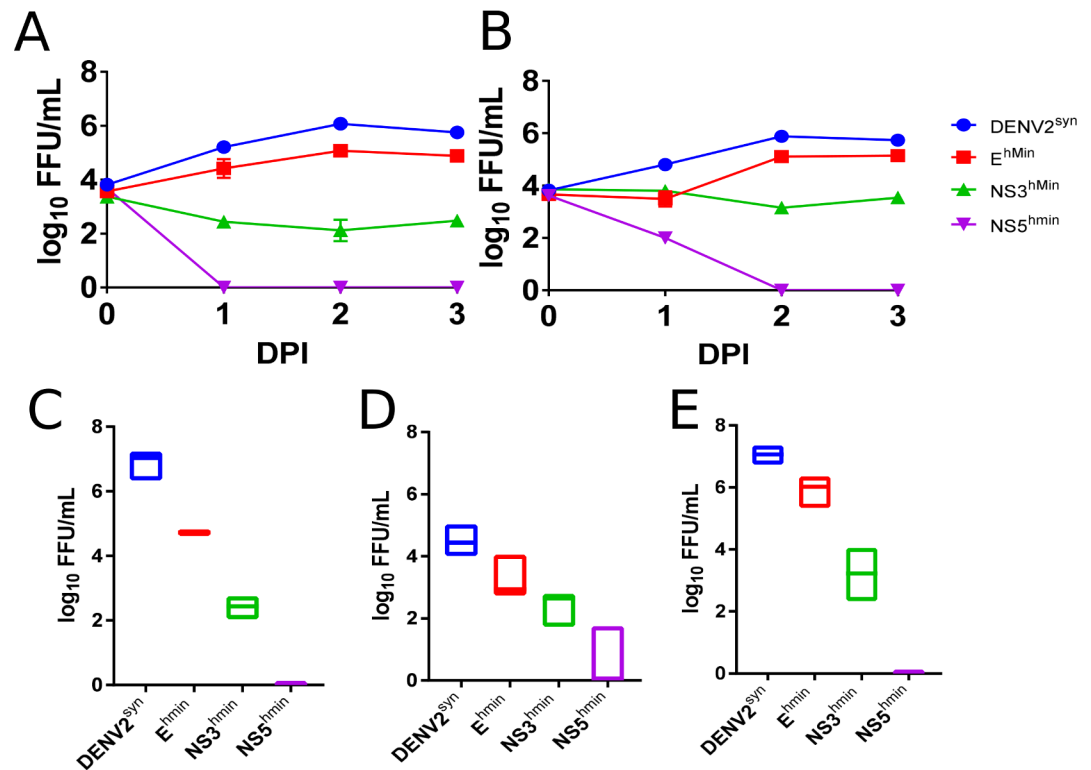 A
B
log10 FFU/mL
8
6
4
2
0
0 1 2 3
DPI
log10 FFU/mL
8
6
4
2
0
0 1 2 3
DPI
DENV2syn
EhMin
NS3hMin
NS5hmin
C
D
E
log10 FFU/mL
8
6
4
2
0
DENV2syn
Ehmin
NS3hmin
NS5hmin
log10 FFU/mL
8
6
4
2
0
DENV2syn
Ehmin
NS3hmin
NS5hmin
log10 FFU/mL
8
6
4
2
0
DENV2syn
Ehmin
NS3hmin
NS5hmin